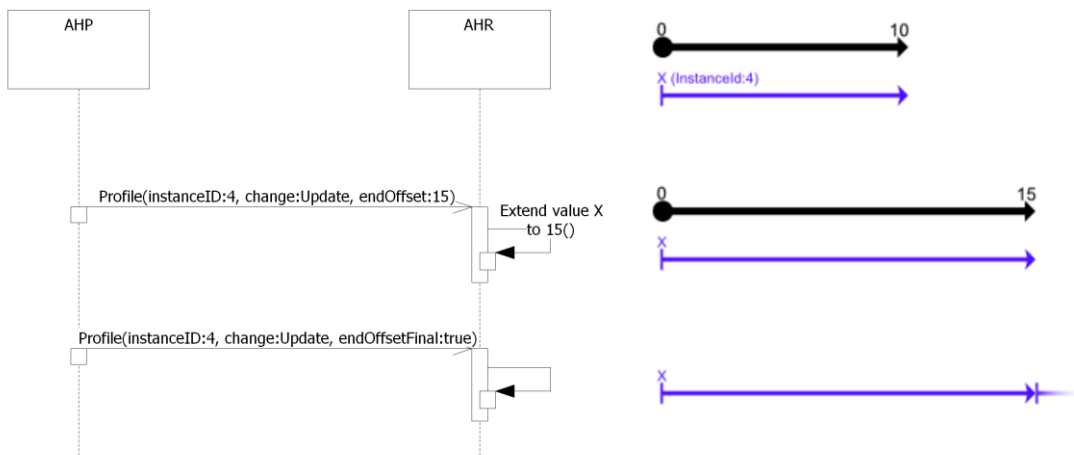 AHP
AHR
0 10
X (InstanceId:4)
Profile(instanceID:4, change:Update, endOffset:15)
Extend value X
to 15()
0 15
X
Profile(instanceID:4, change:Update, endOffsetFinal:true)
X